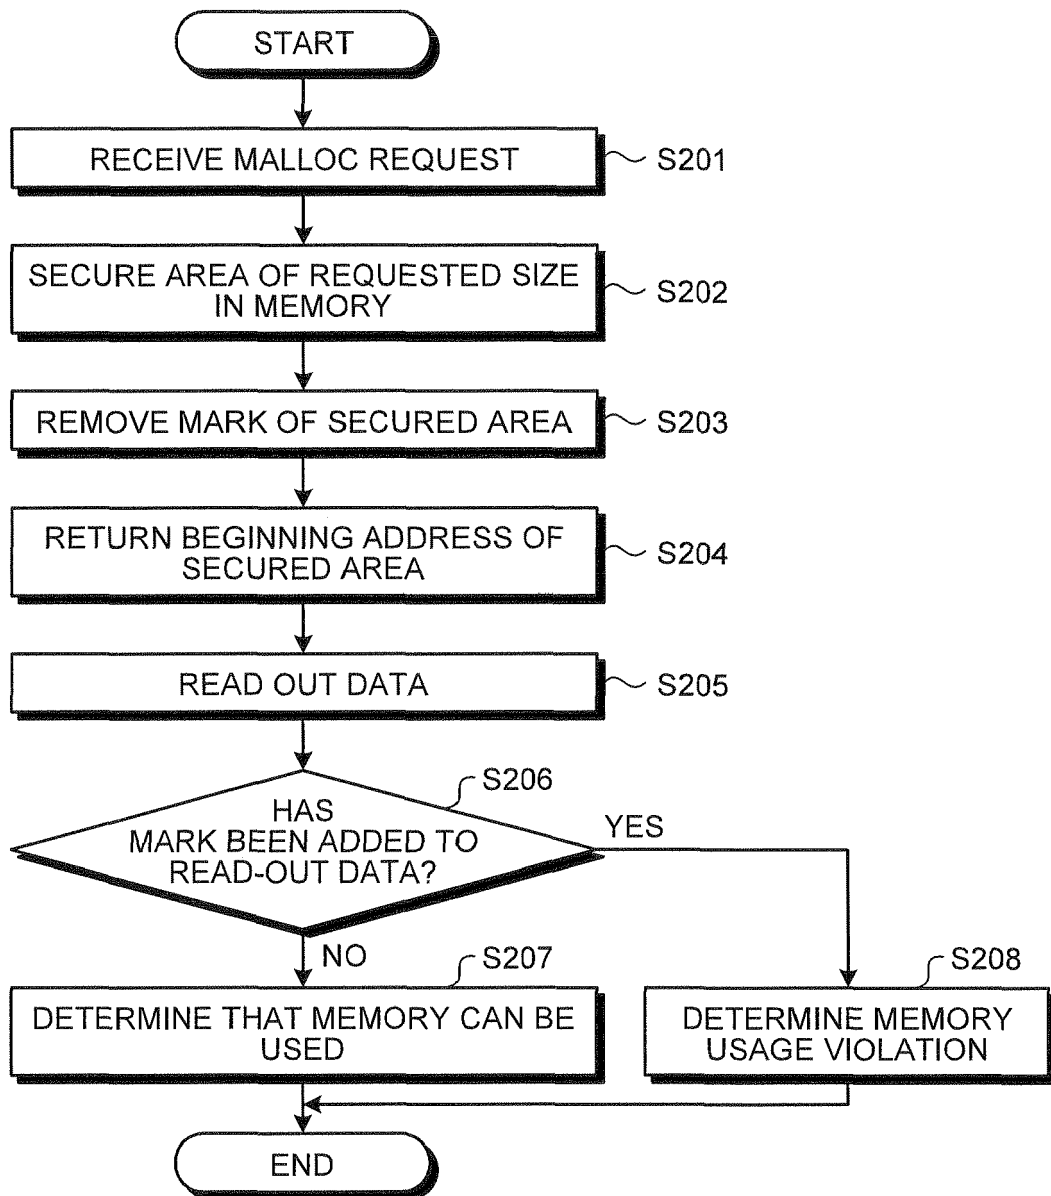 START
RECEIVE MALLOC REQUEST
S201
SECURE AREA OF REQUESTED SIZE
IN MEMORY
S202
REMOVE MARK OF SECURED AREA
S203
RETURN BEGINNING ADDRESS OF
SECURED AREA
S204
READ OUT DATA
S205
S206
HAS
MARK BEEN ADDED TO
READ-OUT DATA?
YES
NO
S207
DETERMINE THAT MEMORY CAN BE
USED
S208
DETERMINE MEMORY
USAGE VIOLATION
END